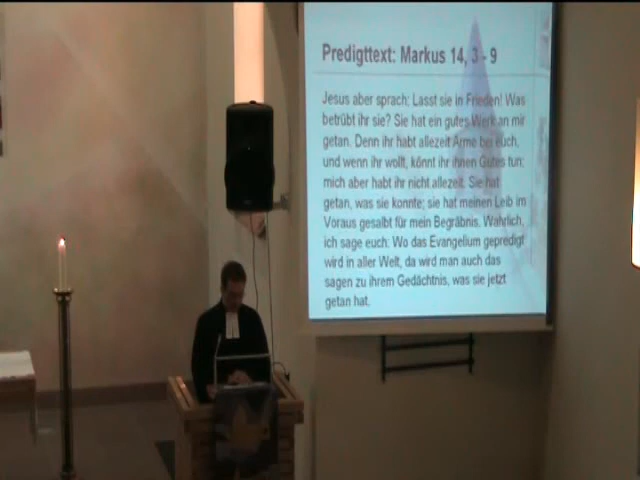 Predigttext: Markus 14, 3 - 9
Jesus aber sprach: Lasst sie in Frieden! Was
betrübt ihr sie? Sie hat ein gutes Werk an mir
getan. Denn ihr habt allezeit Arme bei euch,
und wenn ihr wollt, könnt ihr ihnen Gutes tun;
mich aber habt ihr nicht allezeit. Sie hat
getan, was sie konnte; sie hat meinen Leib im
Voraus gesalbt für mein Begräbnis. Wahrlich,
ich sage euch: Wo das Evangelium gepredigt
wird in aller Welt, da wird man auch das
sagen zu ihrem Gedächtnis, was sie jetzt
getan hat.